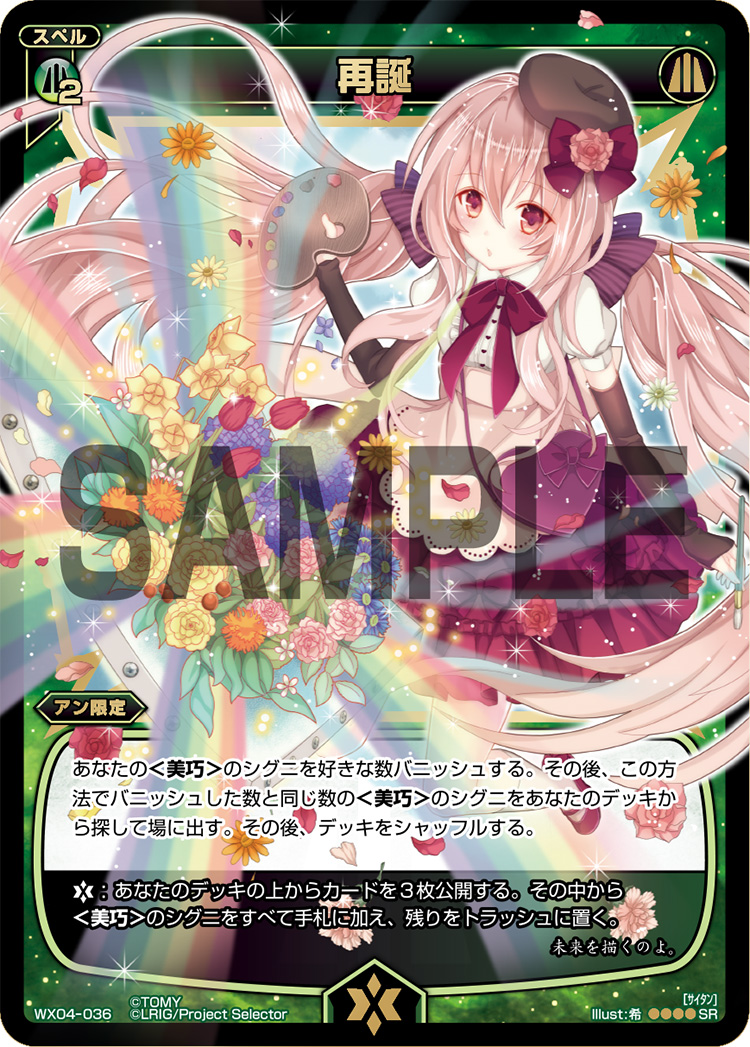 スペル
2
再誕
SAMPLE
アン限定
あなたの<美巧>のシグニを好きな数バニッシュする。その後、この方
法でバニッシュした数と同じ数の<美巧>のシグニをあなたのデッキか
ら探して場に出す。その後、デッキをシャッフルする。
：あなたのデッキの上からカードを３枚公開する。その中から
<美巧>のシグニをすべて手札に加え、残りをトラッシュに置く。
未来を描くのよ。
WX04-036 ©TOMY
©LRIG/Project Selector
[サイタン]
Illust:希 SR